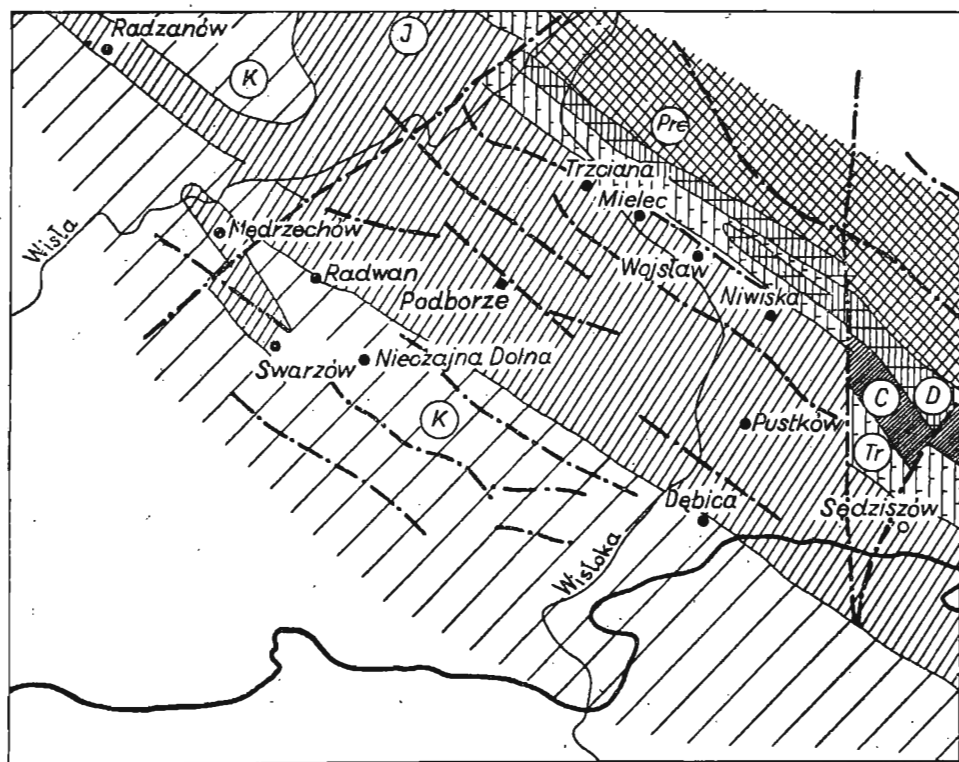 Radzanów
J
K
Pre
Trzciana
Mielec
Wisła
Mędrzechów
Wojsław
Radwan
Podborze
Niwiska
Swarzów
Nieczajna Dolna
C
D
K
Pustków
Tr
Dębica
Sędziszów
Wisłoka